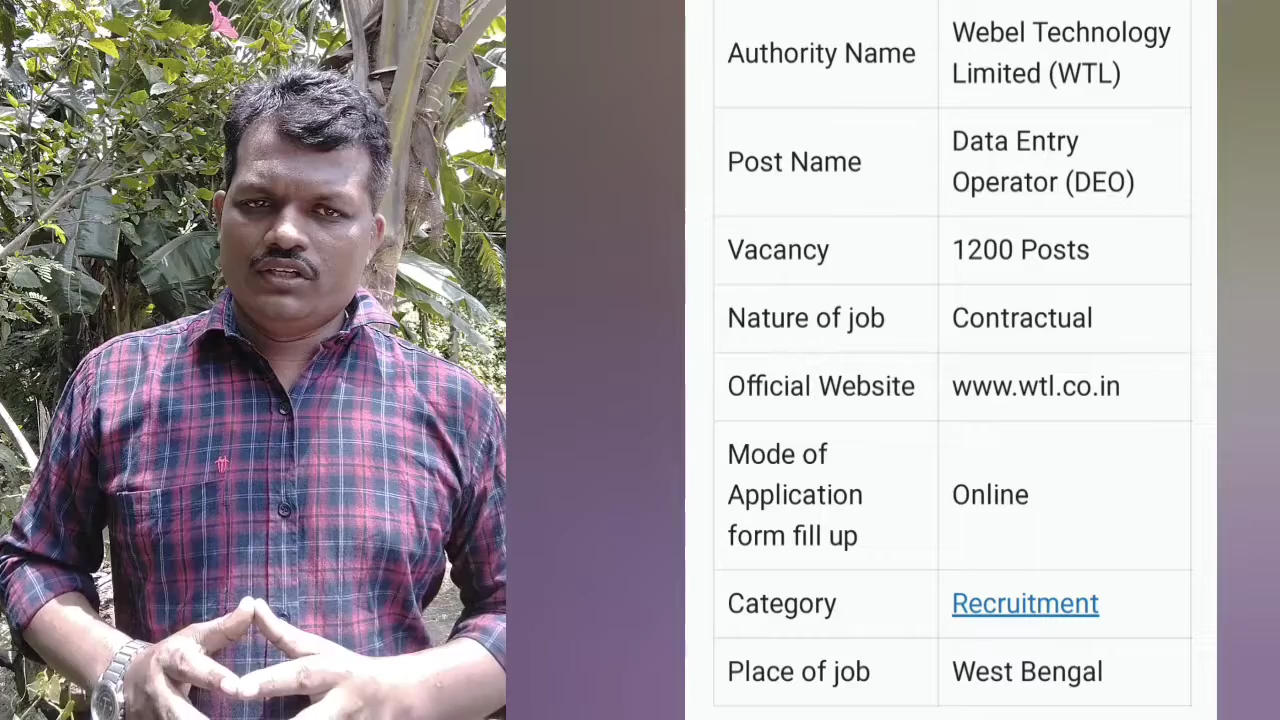 Authority Name
Webel Technology
Limited (WTL)
Post Name
Data Entry
Operator (DEO)
Vacancy
1200 Posts
Nature of job
Contractual
Official Website
www.wtl.co.in
Mode of
Application
form fill up
Online
Category
Recruitment
Place of job
West Bengal